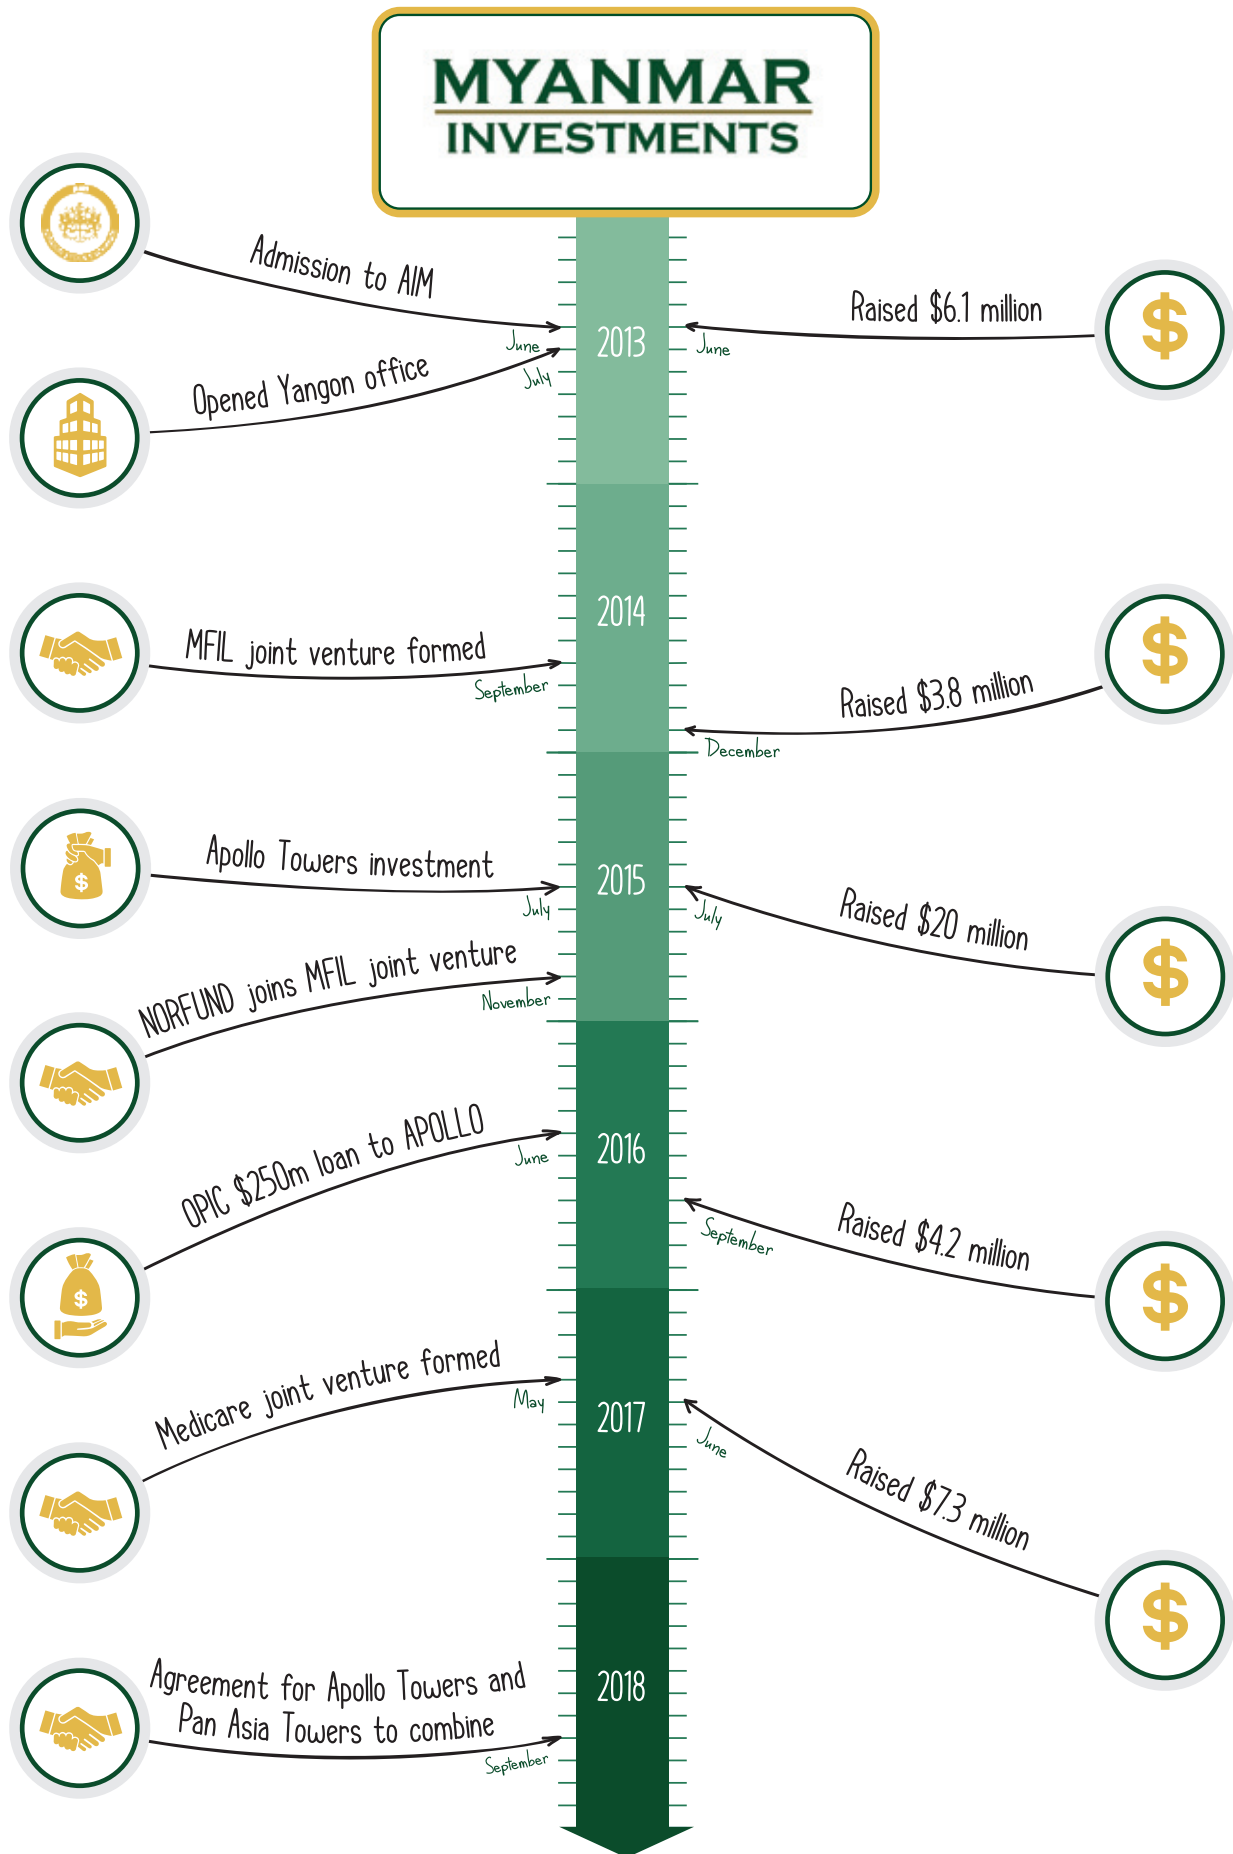 MYANMAR
INVESTMENTS
Admission to AIM
June
2013
June
Raised $6.1 million
Opened Yangon office
July
2014
MFIL joint venture formed
September
Raised $3.8 million
December
Apollo Towers investment
July
2015
July
Raised $20 million
NORFUND joins MFIL joint venture
November
OPIC $250m loan to APOLLO
June
2016
September
Raised $4.2 million
Medicare joint venture formed
May
2017
June
Raised $7.3 million
Agreement for Apollo Towers and
Pan Asia Towers to combine
September
2018